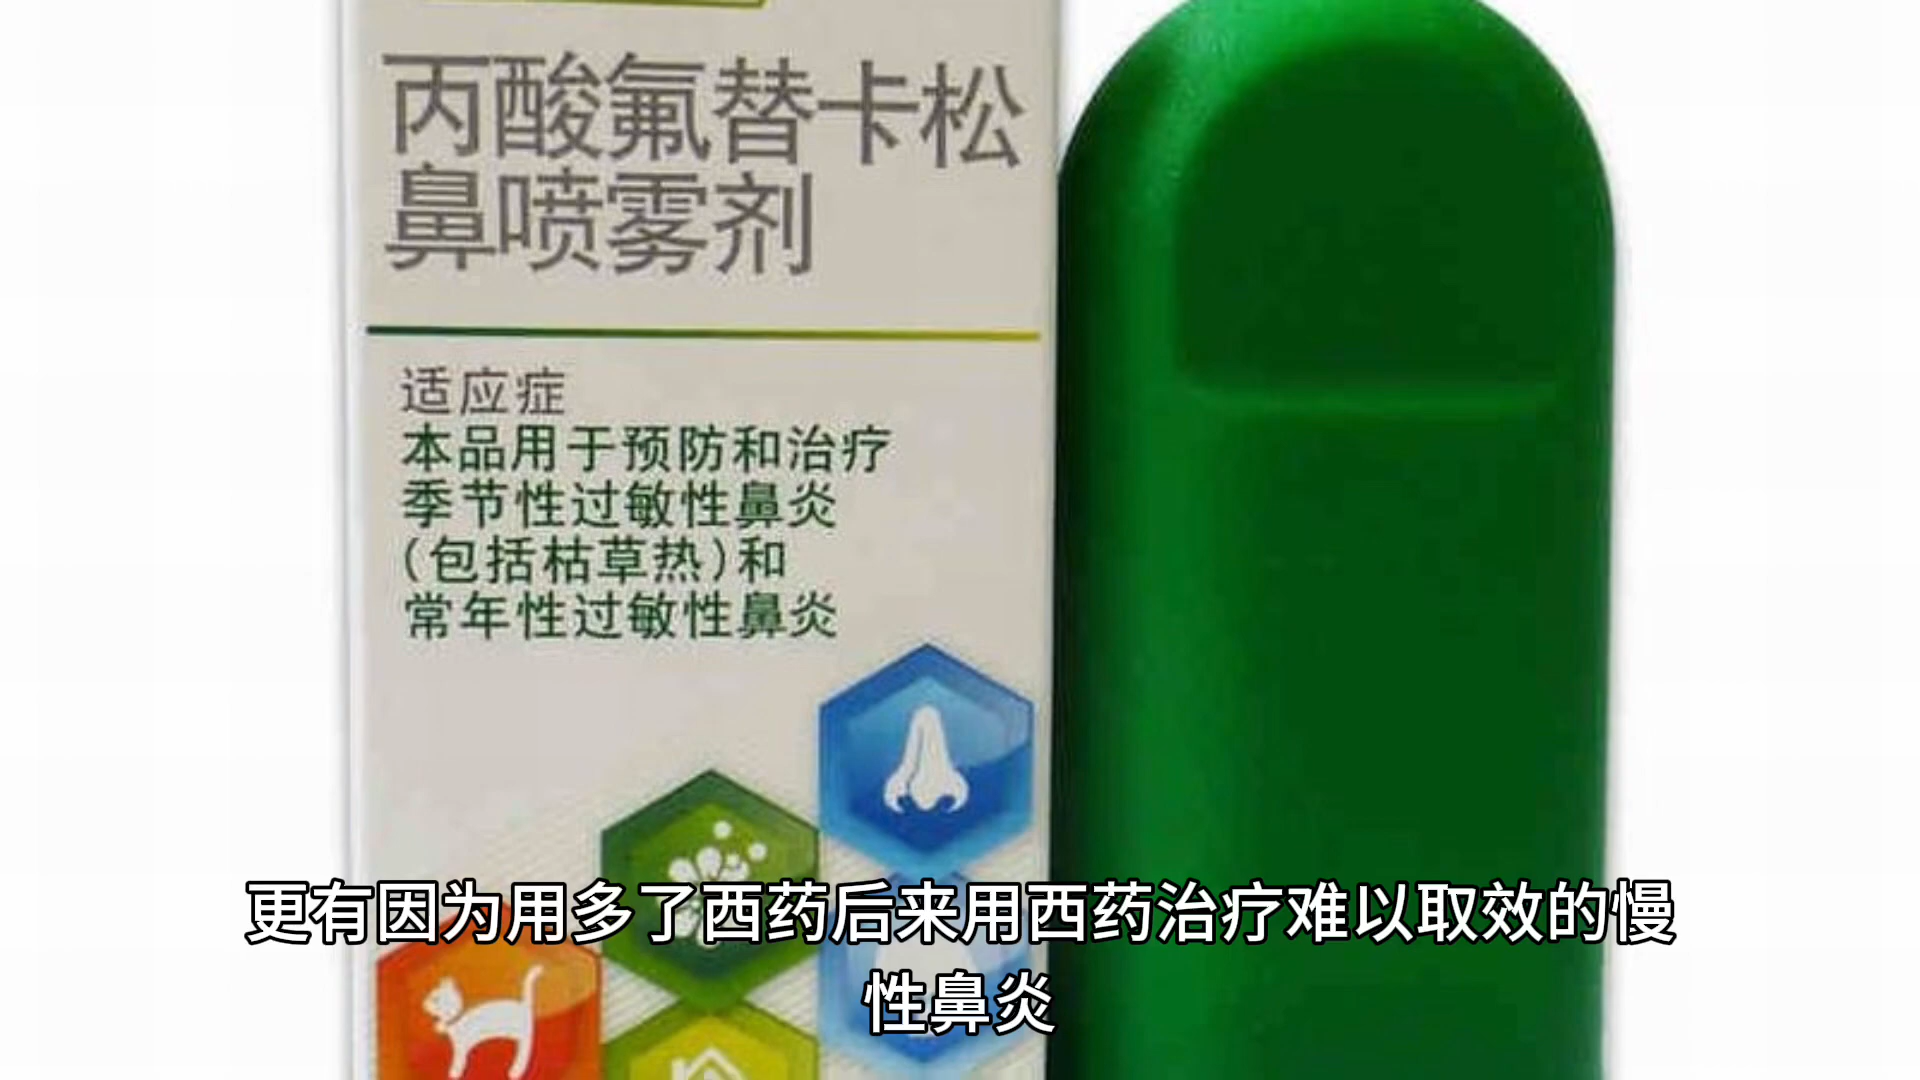 丙酸氟替卡松
鼻喷雾剂
适应症
本品用于预防和治疗
季节性过敏性鼻炎
(包括枯草热)和
常年性过敏性鼻炎
更有因为用多了西药后来用西药治疗难以取效的慢
性鼻炎